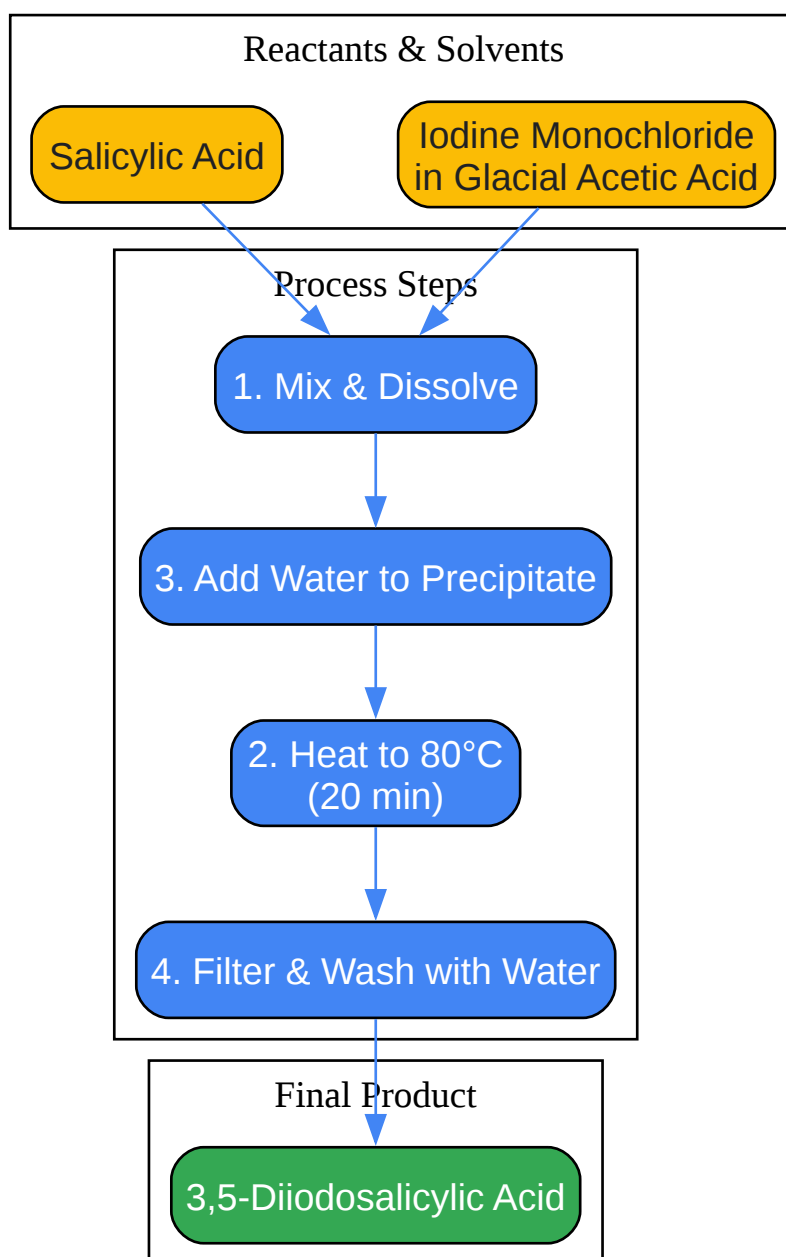 Reactants & Solvents
Salicylic Acid
Iodine Monochloride
in Glacial Acetic Acid
Process Steps
1. Mix & Dissolve
3. Add Water to Precipitate
2. Heat to 80°C
(20 min)
4. Filter & Wash with Water
Final Product
3,5-Diiodosalicylic Acid